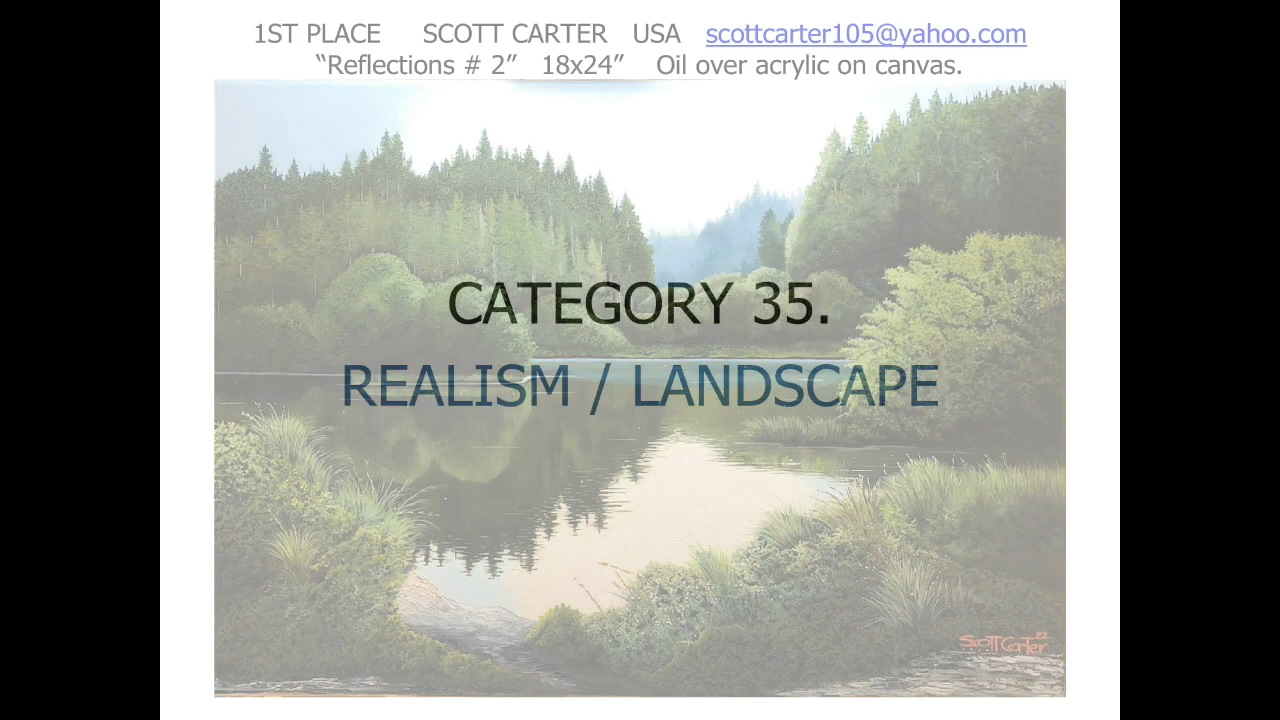 1ST PLACE SCOTT CARTER USA scottcarter105@yahoo.com
“Reflections # 2” 18x24” Oil over acrylic on canvas.
CATEGORY 35.
REALISM / LANDSCAPE
Scott Carter 22